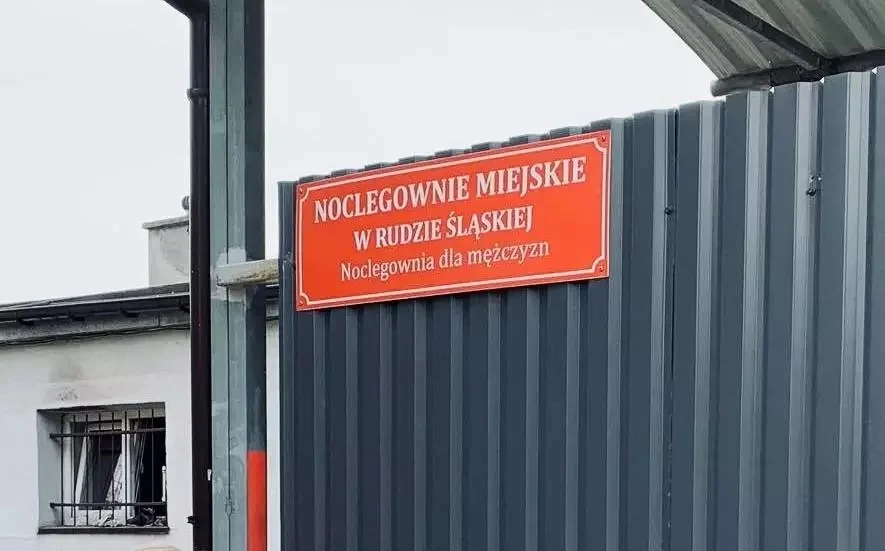 NOCLEGOWNIE MIEJSKIE
W RUDZIE ŚLĄSKIEJ
Noclegownia dla mężczyzn